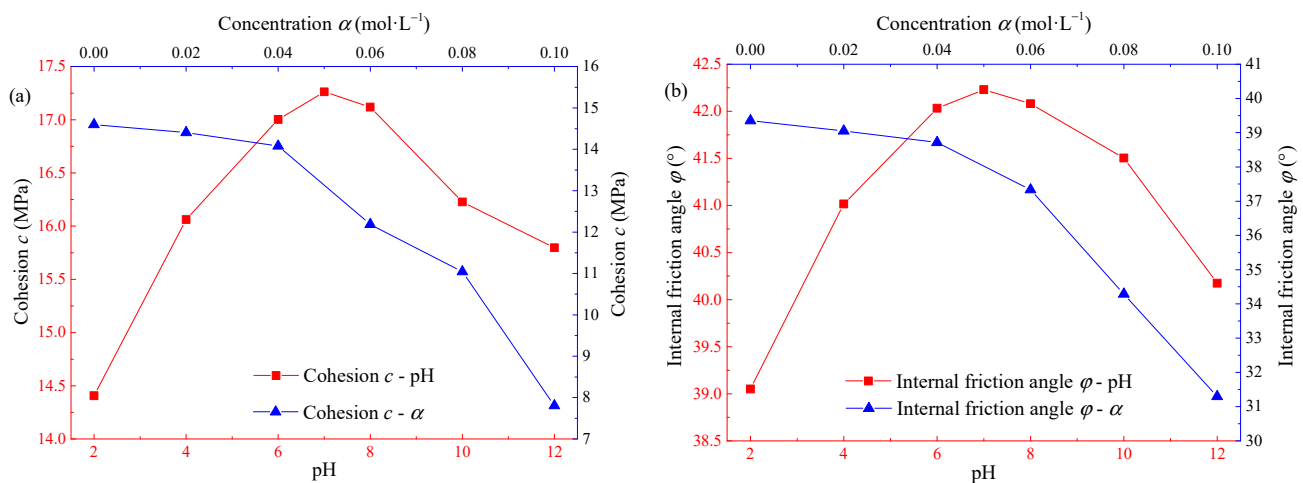 Concentration α (mol·L⁻¹)
0.00 0.02 0.04 0.06 0.08 0.10
(a)
Cohesion c (MPa)
17.5
17.0
16.5
16.0
15.5
15.0
14.5
14.0
16
15
14
13
12
11
10
9
8
7
Cohesion c (MPa)
Cohesion c - pH
Cohesion c - α
2 4 6 8 10 12
pH
Concentration α (mol·L⁻¹)
0.00 0.02 0.04 0.06 0.08 0.10
(b)
Internal friction angle φ (°)
42.5
42.0
41.5
41.0
40.5
40.0
39.5
39.0
38.5
41
40
39
38
37
36
35
34
33
32
31
30
Internal friction angle φ (°)
Internal friction angle φ - pH
Internal friction angle φ - α
2 4 6 8 10 12
pH